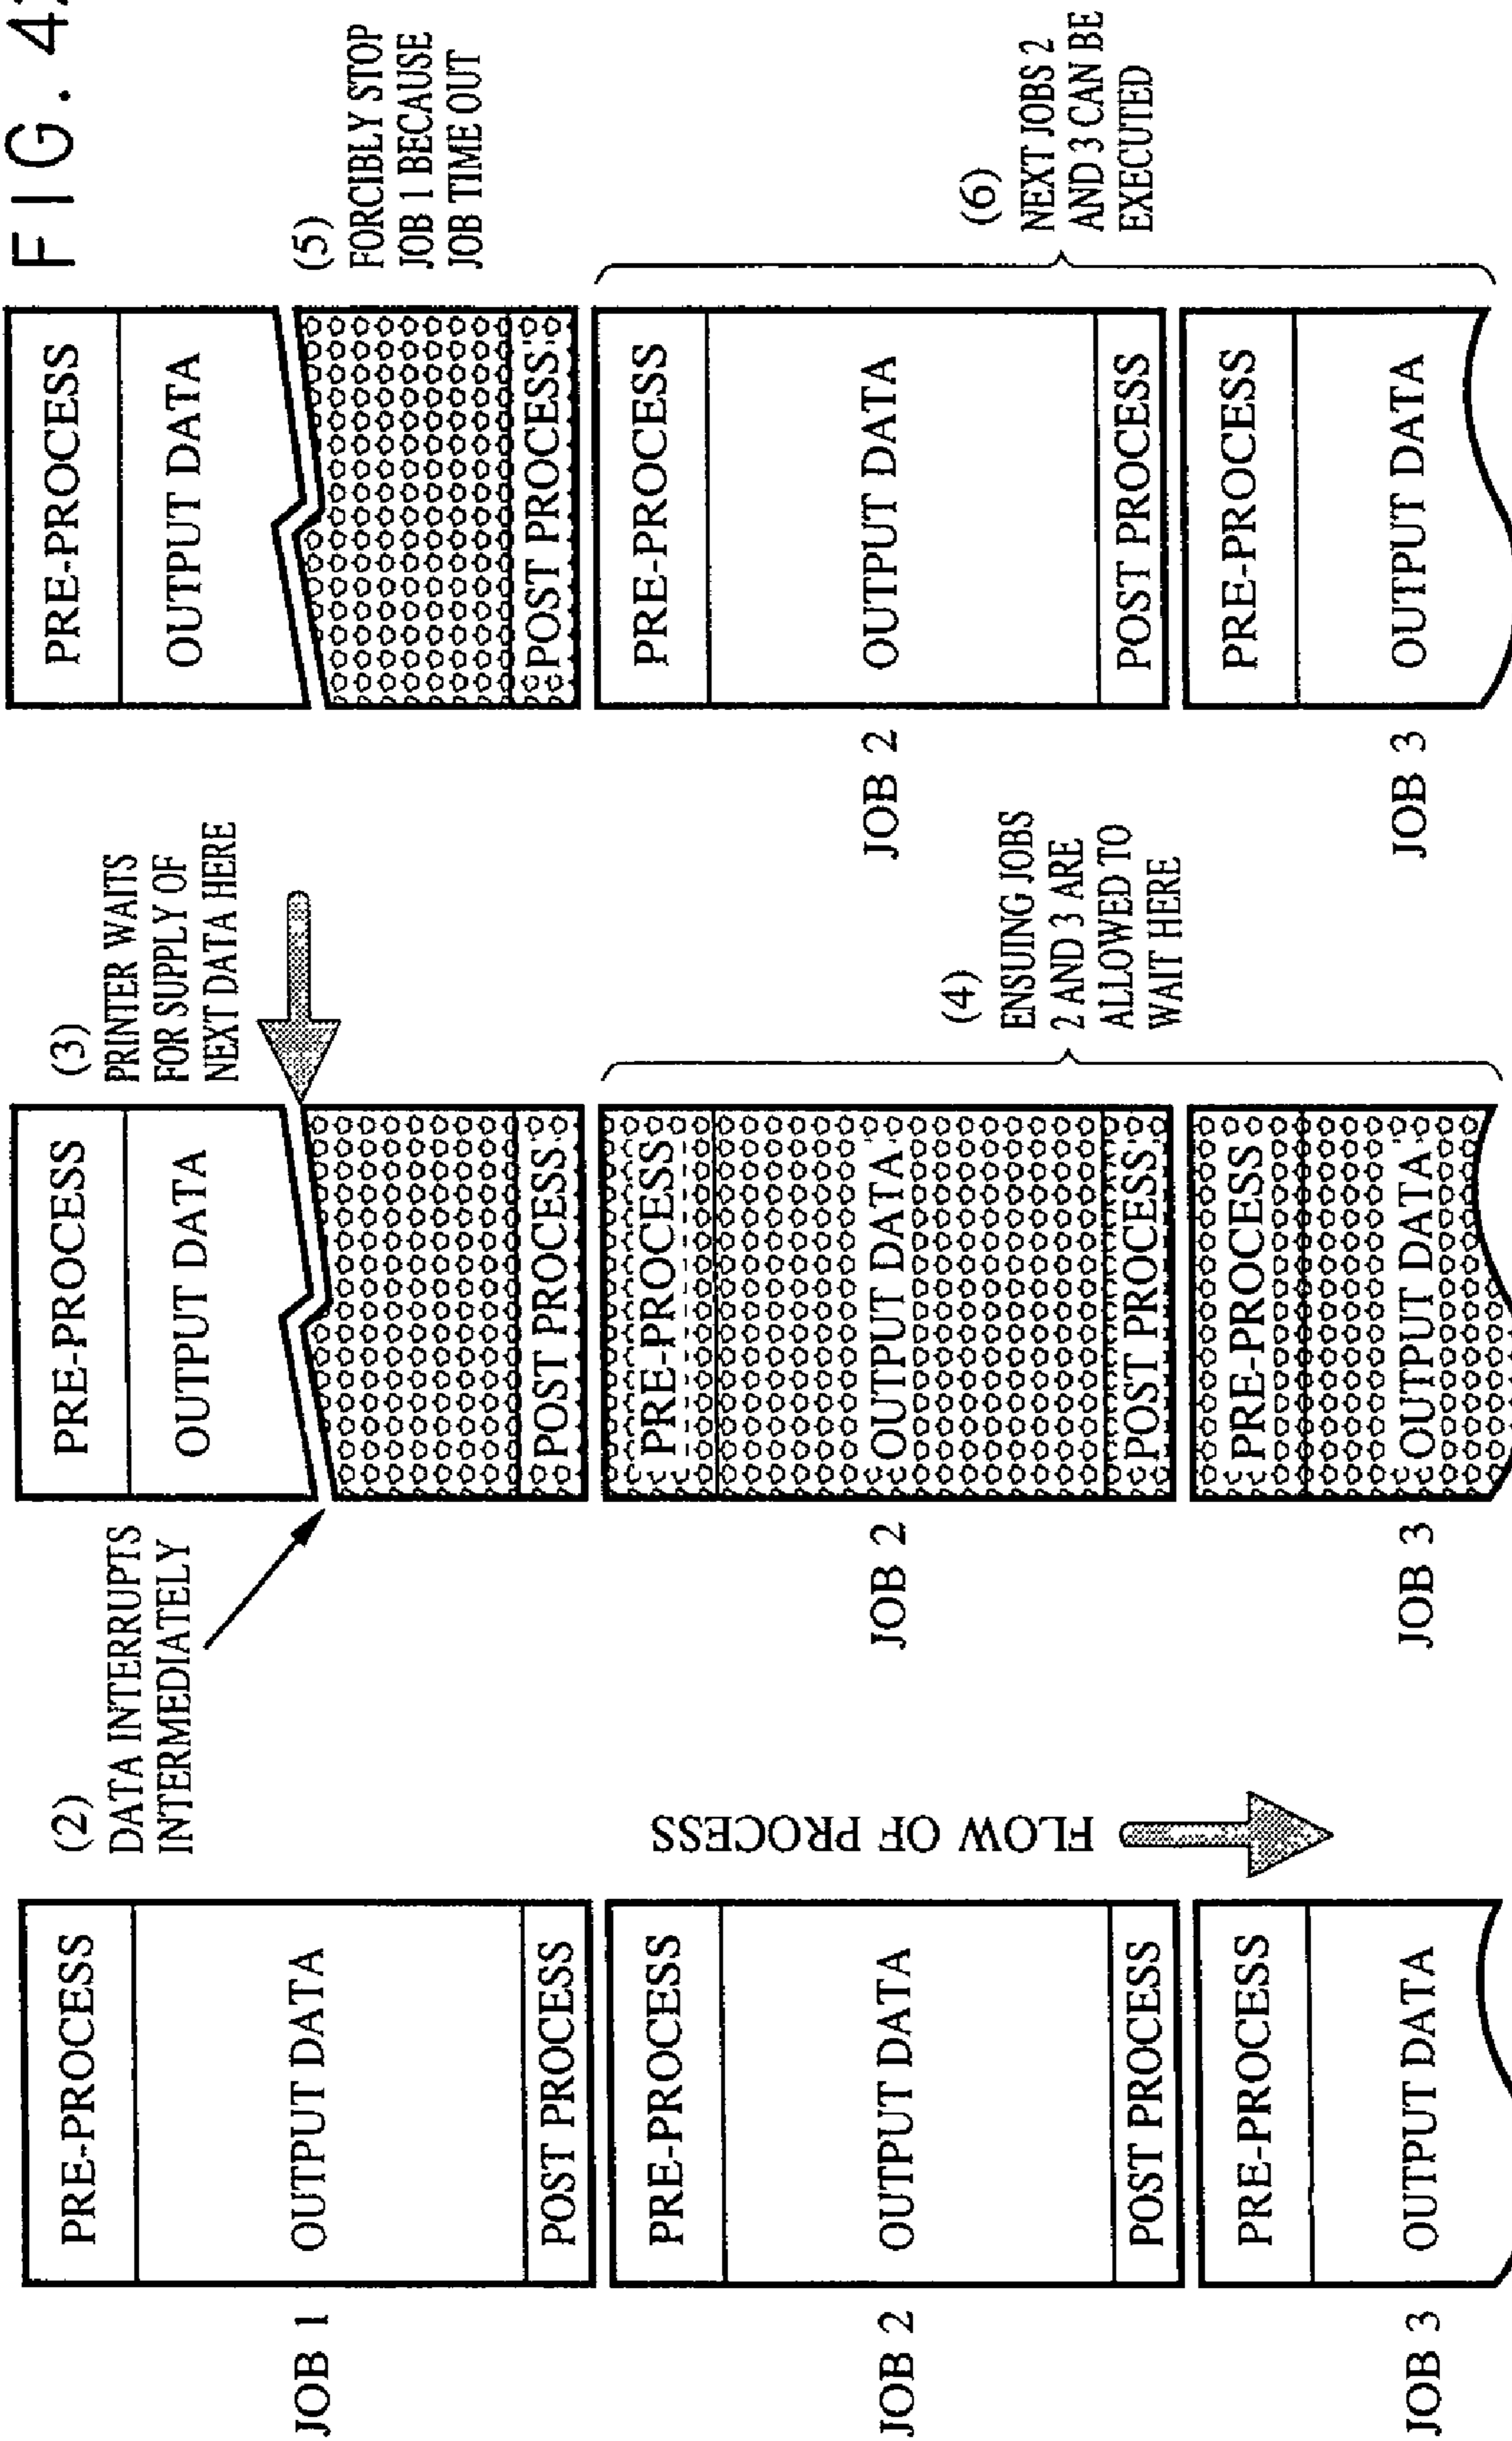 FIG. 4
JOB 1
PRE-PROCESS
OUTPUT DATA
POST PROCESS
JOB 2
PRE-PROCESS
OUTPUT DATA
POST PROCESS
JOB 3
PRE-PROCESS
OUTPUT DATA
FLOW OF PROCESS
(2)
DATA INTERRUPTS
INTERMEDIATELY
PRE-PROCESS
OUTPUT DATA
POST PROCESS
JOB 2
PRE-PROCESS
OUTPUT DATA
POST PROCESS
JOB 3
PRE-PROCESS
OUTPUT DATA
(3)
PRINTER WAITS
FOR SUPPLY OF
NEXT DATA HERE
(4)
ENSUING JOBS
2 AND 3 ARE
ALLOWED TO
WAIT HERE
PRE-PROCESS
OUTPUT DATA
POST PROCESS
JOB 2
PRE-PROCESS
OUTPUT DATA
POST PROCESS
JOB 3
PRE-PROCESS
OUTPUT DATA
(5)
FORCIBLY STOP
JOB 1 BECAUSE
JOB TIME OUT
(6)
NEXT JOBS 2
AND 3 CAN BE
EXECUTED